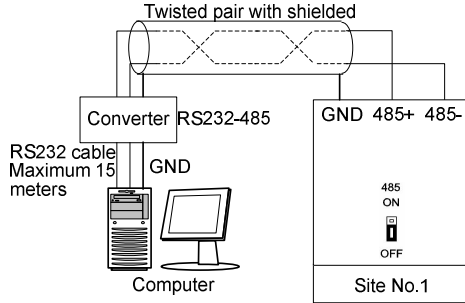 Twisted pair with shielded
Converter
RS232-485
GND 485+ 485-
RS232 cable
Maximum 15
meters
GND
485
ON
OFF
Computer
Site No.1